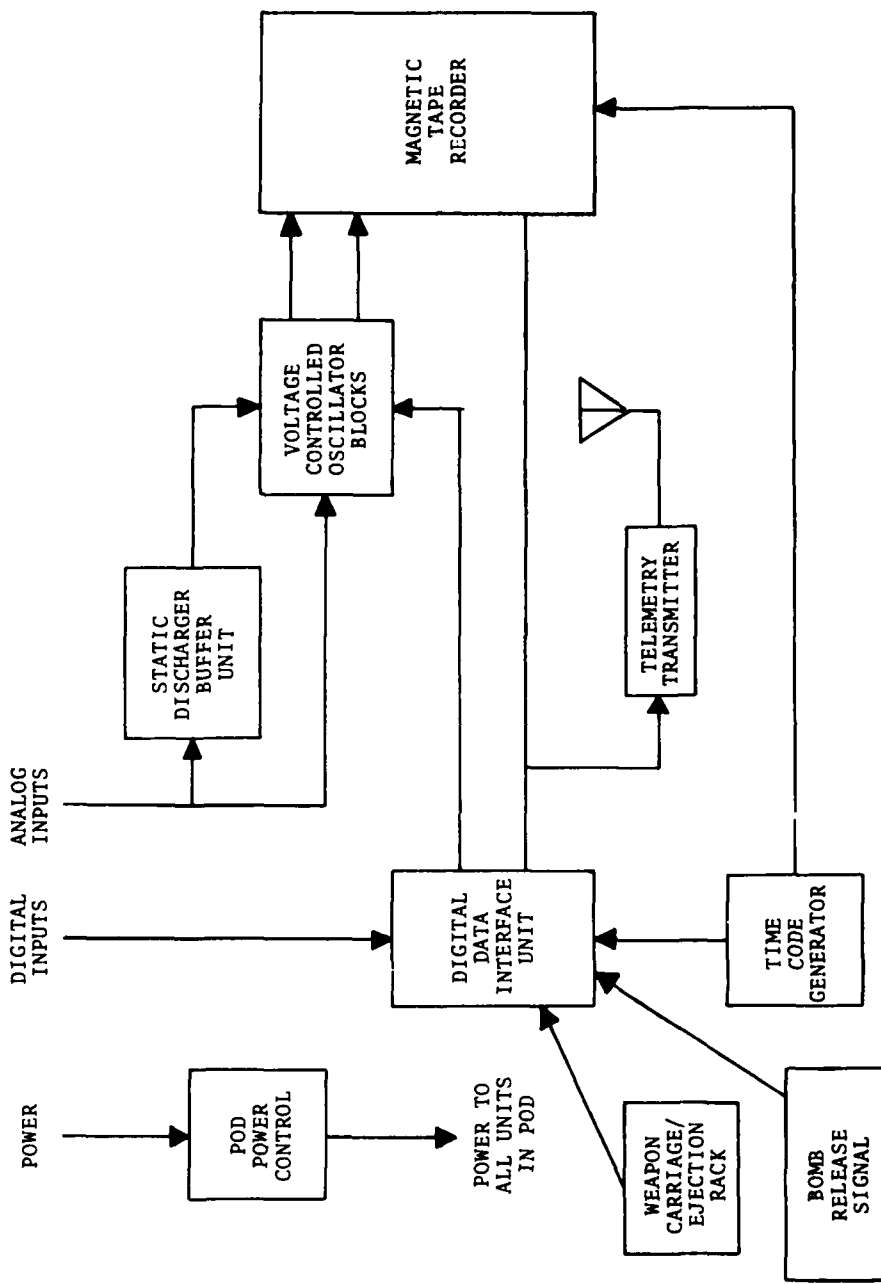 POWER
DIGITAL
INPUTS
ANALOG
INPUTS
POD
POWER
CONTROL
STATIC
DISCHARGER
BUFFER
UNIT
VOLTAGE
CONTROLLED
OSCILLATOR
BLOCKS
MAGNETIC
TAPE
RECORDER
POWER TO
ALL UNITS
IN POD
DIGITAL
DATA
INTERFACE
UNIT
TELEMETRY
TRANSMITTER
WEAPON
CARRIAGE/
EJECTION
RACK
BOMB
RELEASE
SIGNAL
TIME
CODE
GENERATOR